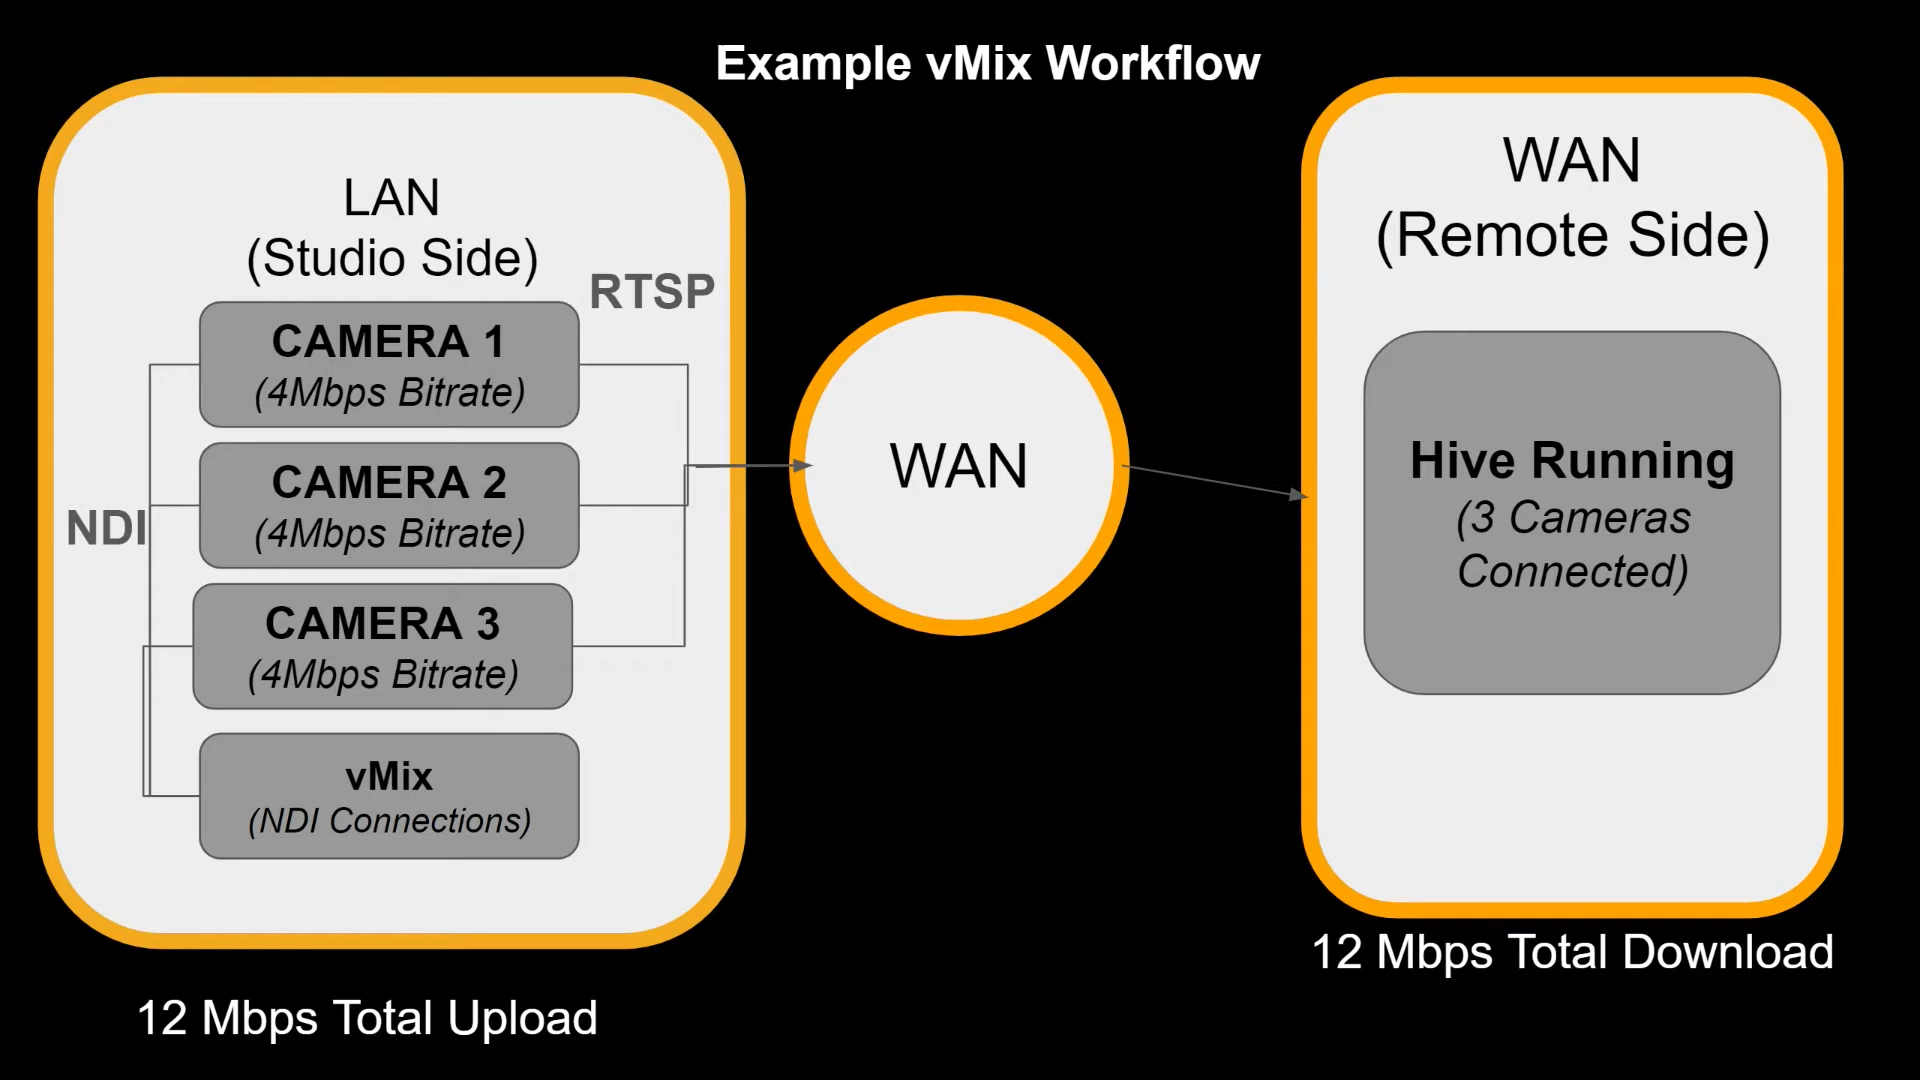 Example vMix Workflow
LAN
(Studio Side)
RTSP
CAMERA 1
(4Mbps Bitrate)
CAMERA 2
(4Mbps Bitrate)
NDI
CAMERA 3
(4Mbps Bitrate)
vMix
(NDI Connections)
12 Mbps Total Upload
WAN
WAN
(Remote Side)
Hive Running
(3 Cameras
Connected)
12 Mbps Total Download